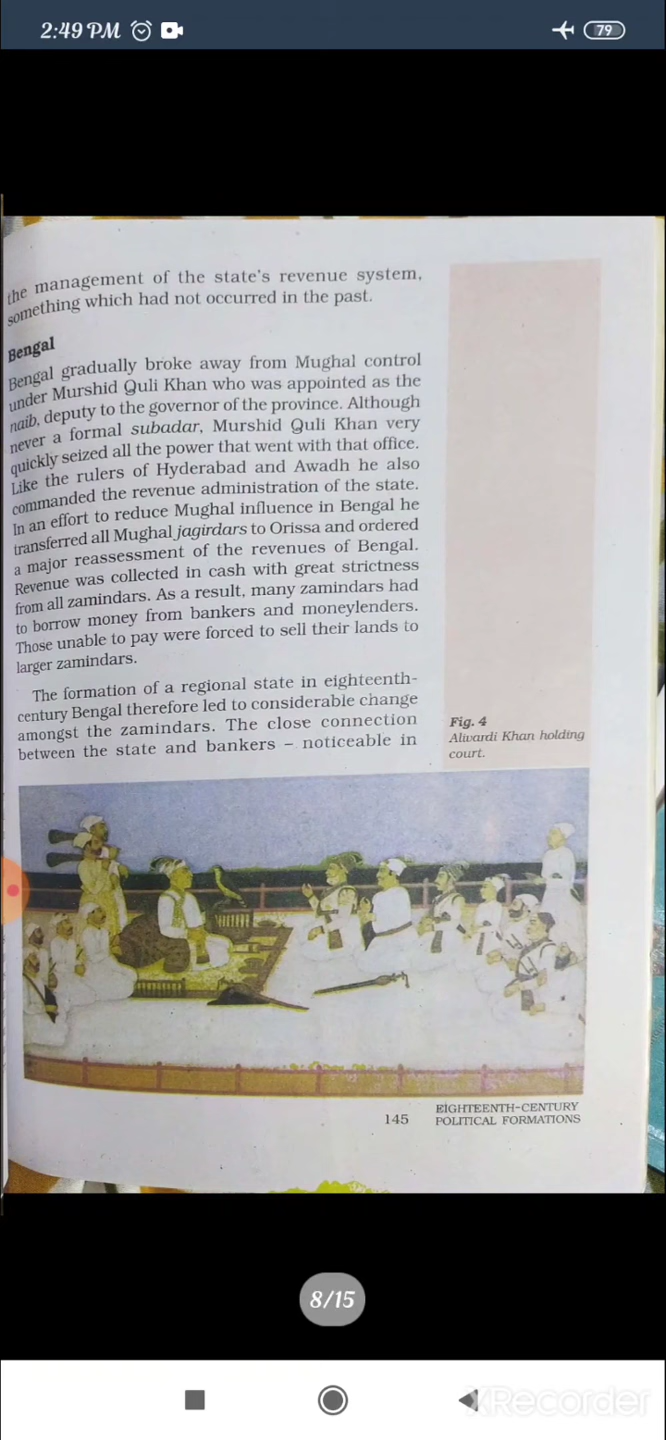 2:49 PM
79
the management of the state's revenue system,
something which had not occurred in the past.
Bengal
Bengal gradually broke away from Mughal control
under Murshid Quli Khan who was appointed as the
naib, deputy to the governor of the province. Although
never a formal subadar, Murshid Quli Khan very
quickly seized all the power that went with that office.
Like the rulers of Hyderabad and Awadh he also
commanded the revenue administration of the state.
In an effort to reduce Mughal influence in Bengal he
transferred all Mughal jagirdars to Orissa and ordered
a major reassessment of the revenues of Bengal.
Revenue was collected in cash with great strictness
from all zamindars. As a result, many zamindars had
to borrow money from bankers and moneylenders.
Those unable to pay were forced to sell their lands to
larger zamindars.
The formation of a regional state in eighteenth-
century Bengal therefore led to considerable change
amongst the zamindars. The close connection
between the state and bankers – noticeable in
Fig. 4
Alivardi Khan holding
court.
145
EIGHTEENTH-CENTURY
POLITICAL FORMATIONS
8/15
XRecorder